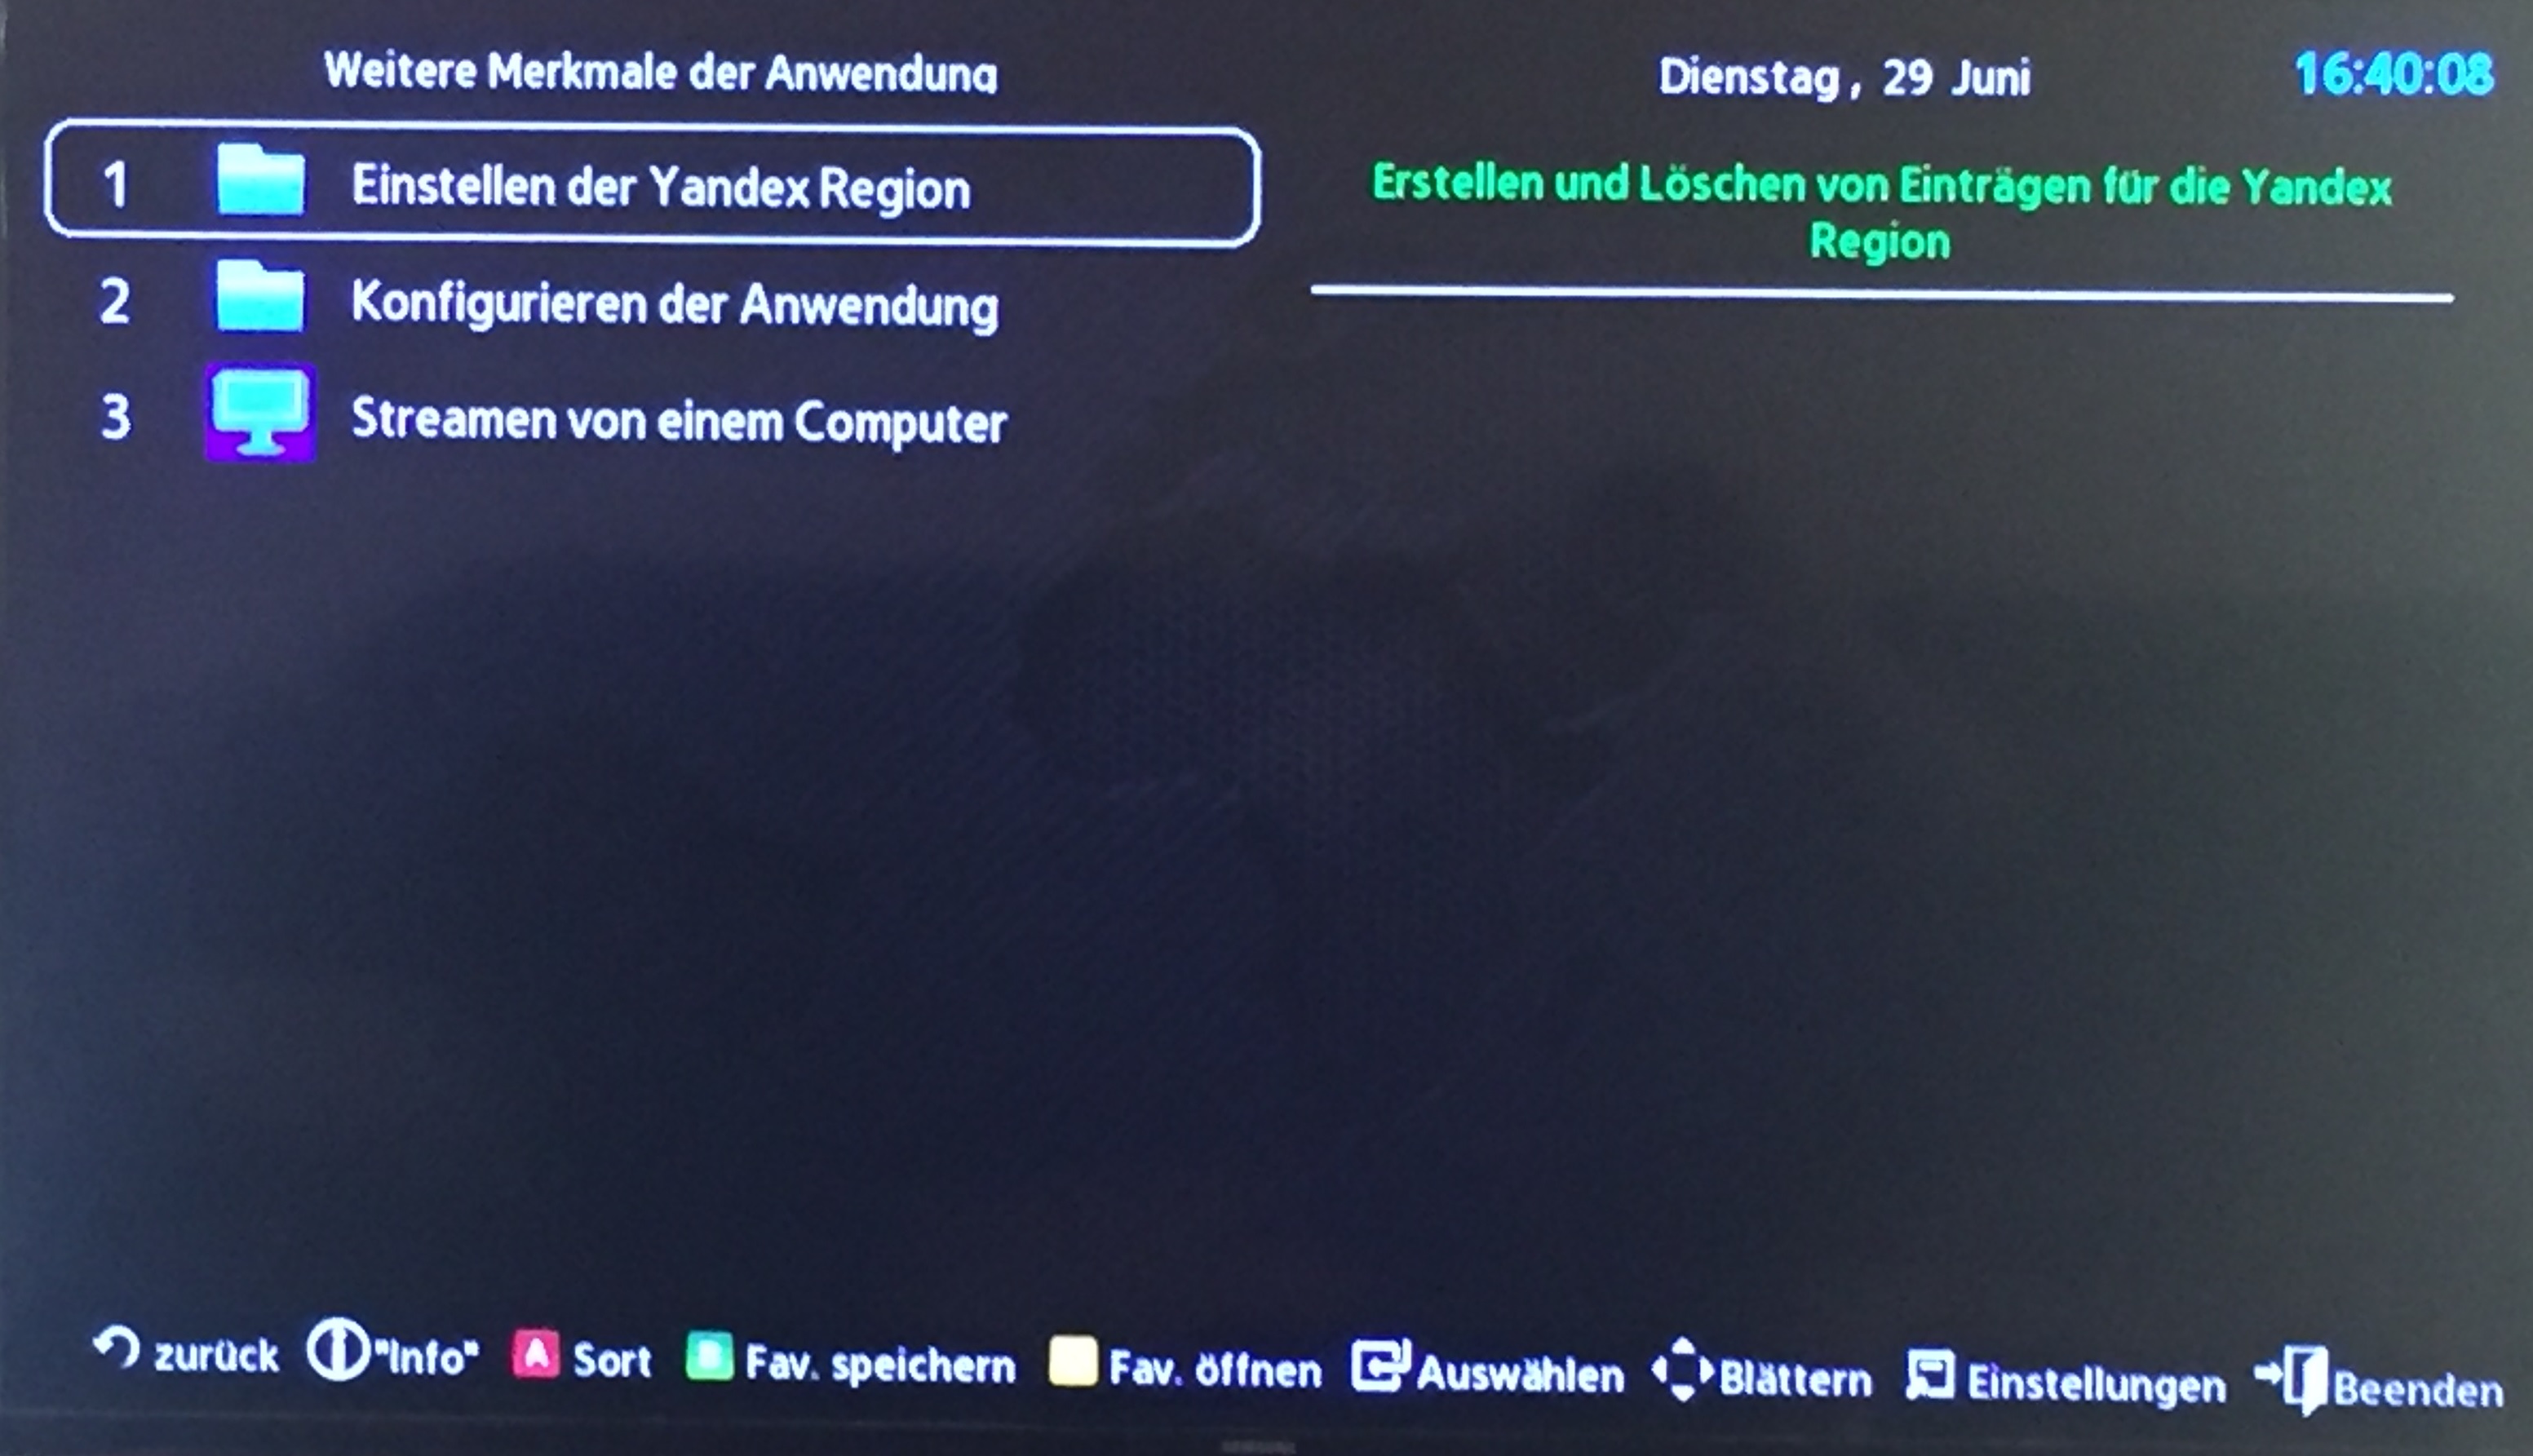 Weitere Merkmale der Anwendung
Dienstag, 29 Juni
16:40:08
1 Einstellen der Yandex Region
2 Konfigurieren der Anwendung
3 Streamen von einem Computer
Erstellen und Löschen von Einträgen für die Yandex
Region
zurück "Info" A Sort Fav. speichern Fav. öffnen Auswählen Blättern Einstellungen Beenden